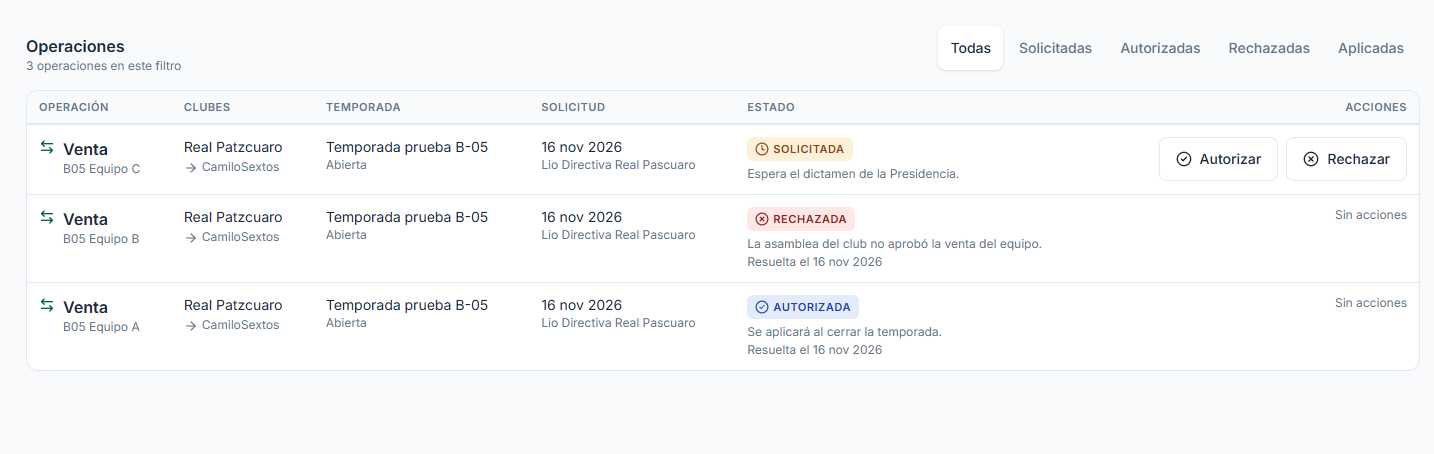 Operaciones
3 operaciones en este filtro
Todas Solicitadas Autorizadas Rechazadas Aplicadas
OPERACIÓN CLUBES TEMPORADA SOLICITUD ESTADO ACCIONES
Venta Real Patzcuaro Temporada prueba B-05 16 nov 2026 SOLICITADA Autorizar Rechazar
B05 Equipo C → CamiloSextos Abierta Lio Directiva Real Pascuaro Espera el dictamen de la Presidencia.
Venta Real Patzcuaro Temporada prueba B-05 16 nov 2026 RECHAZADA Sin acciones
B05 Equipo B → CamiloSextos Abierta Lio Directiva Real Pascuaro La asamblea del club no aprobó la venta del equipo.
Resuelta el 16 nov 2026
Venta Real Patzcuaro Temporada prueba B-05 16 nov 2026 AUTORIZADA Sin acciones
B05 Equipo A → CamiloSextos Abierta Lio Directiva Real Pascuaro Se aplicará al cerrar la temporada.
Resuelta el 16 nov 2026